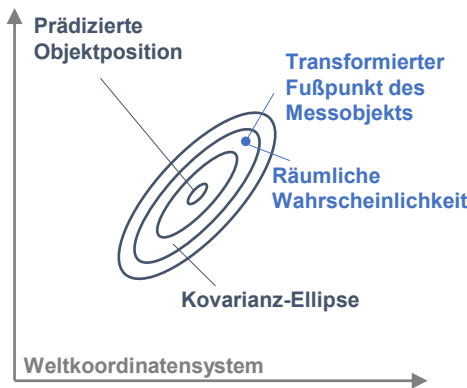 Prädizierte
Objektposition
Transformierter
Fußpunkt des
Messobjekts
Räumliche
Wahrscheinlichkeit
Kovarianz-Ellipse
Weltkoordinatensystem